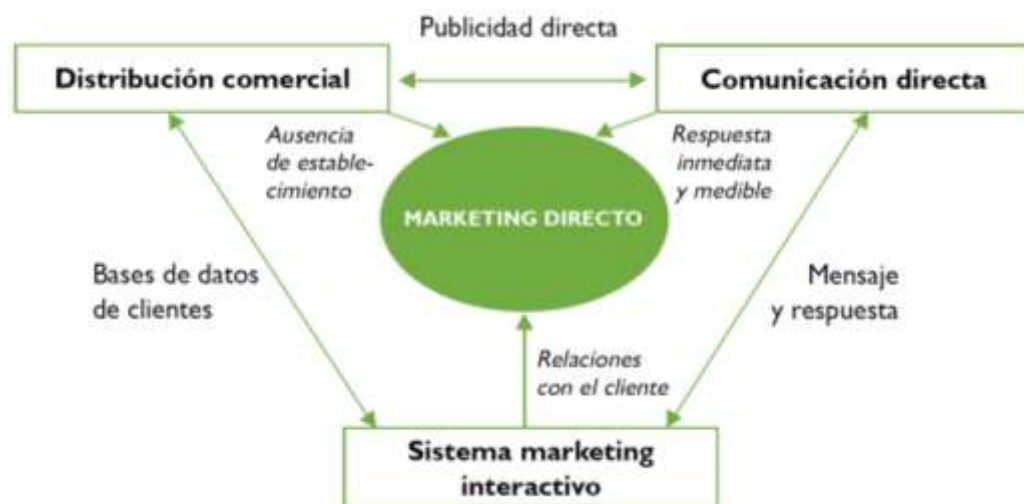 Publicidad directa
Distribución comercial
Comunicación directa
Ausencia
de estable-
cimiento
Respuesta
inmediata
y medible
MARKETING DIRECTO
Bases de datos
de clientes
Mensaje
y respuesta
Relaciones
con el cliente
Sistema marketing
interactivo